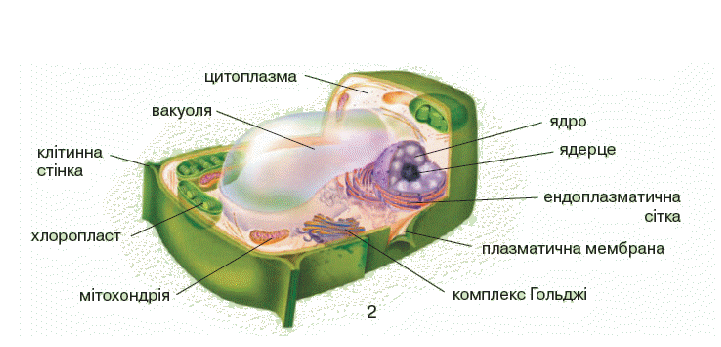 цитоплазма
вакуоля
клітинна
стінка
хлоропласт
мітохондрія
ядро
ядерце
ендоплазматична
сітка
плазматична мембрана
комплекс Гольджі
2